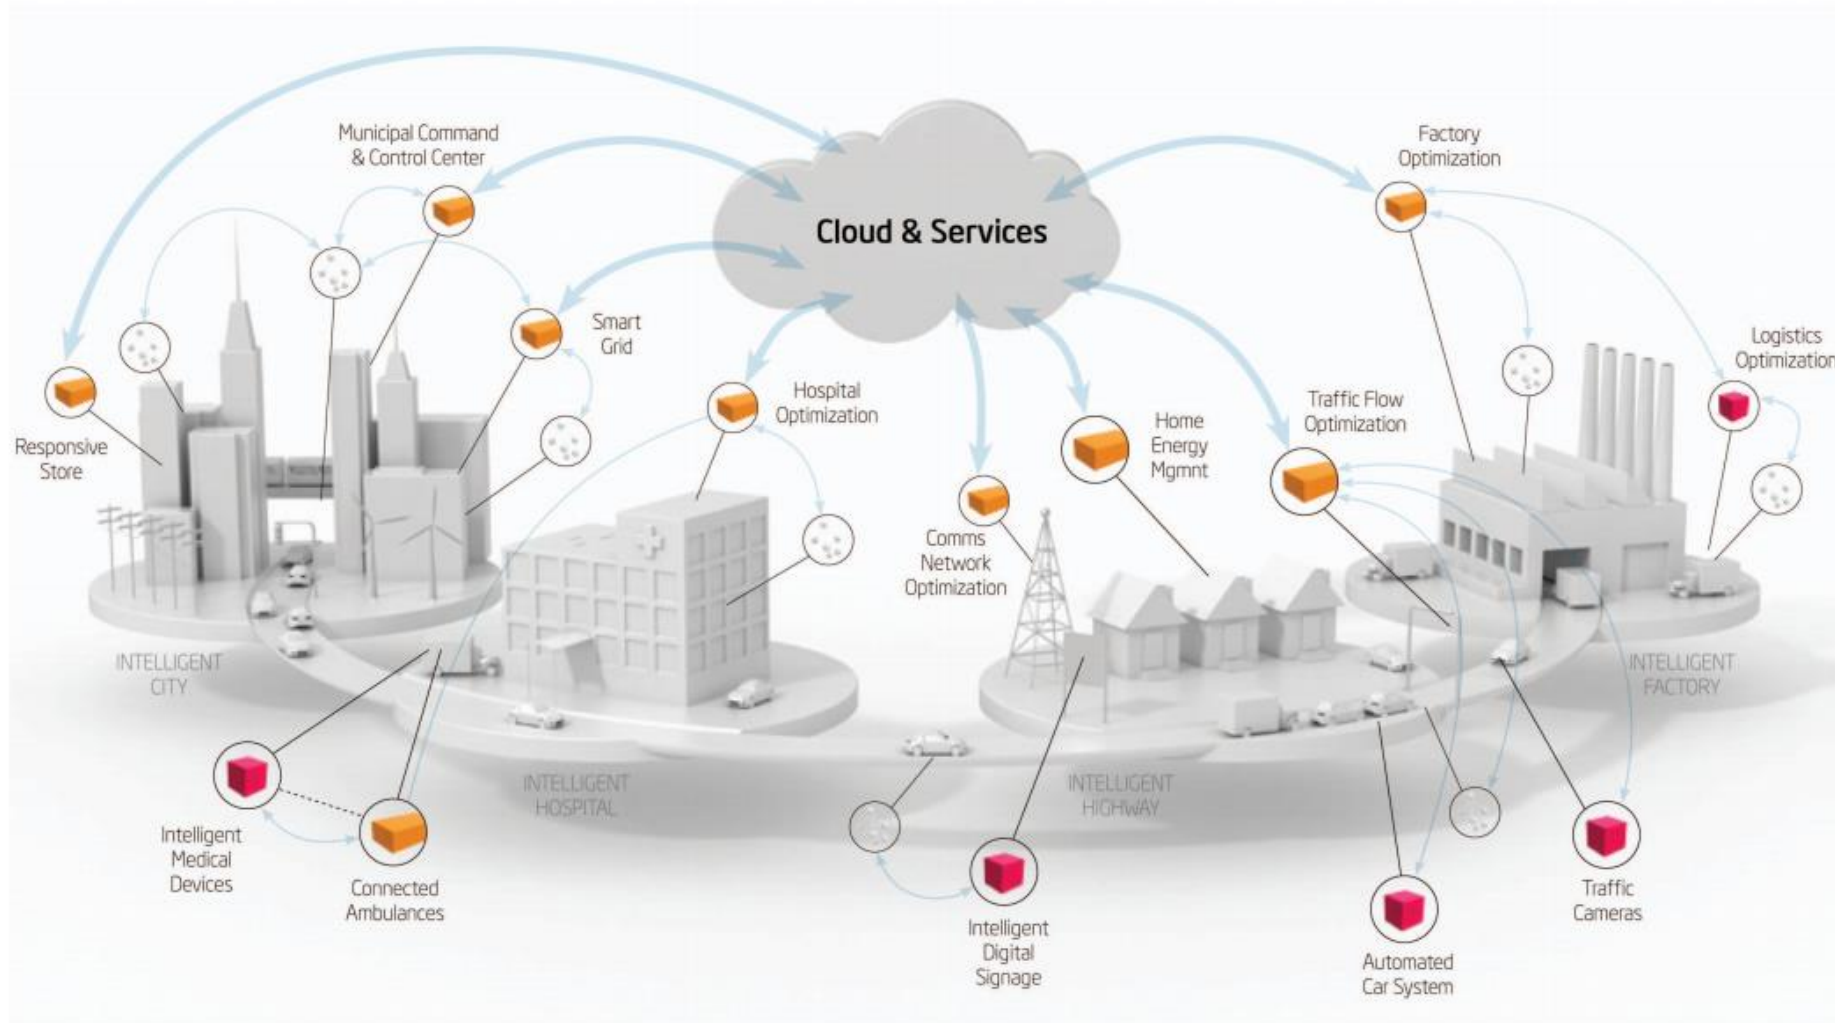 Municipal Command
& Control Center
Factory
Optimization
Cloud & Services
Smart
Grid
Logistics
Optimization
Hospital
Optimization
Traffic Flow
Optimization
Home
Energy
Mgmnt
Responsive
Store
Comms
Network
Optimization
INTELLIGENT
CITY
INTELLIGENT
FACTORY
INTELLIGENT
HOSPITAL
INTELLIGENT
HIGHWAY
Intelligent
Medical
Devices
Connected
Ambulances
Traffic
Cameras
Intelligent
Digital
Signage
Automated
Car System